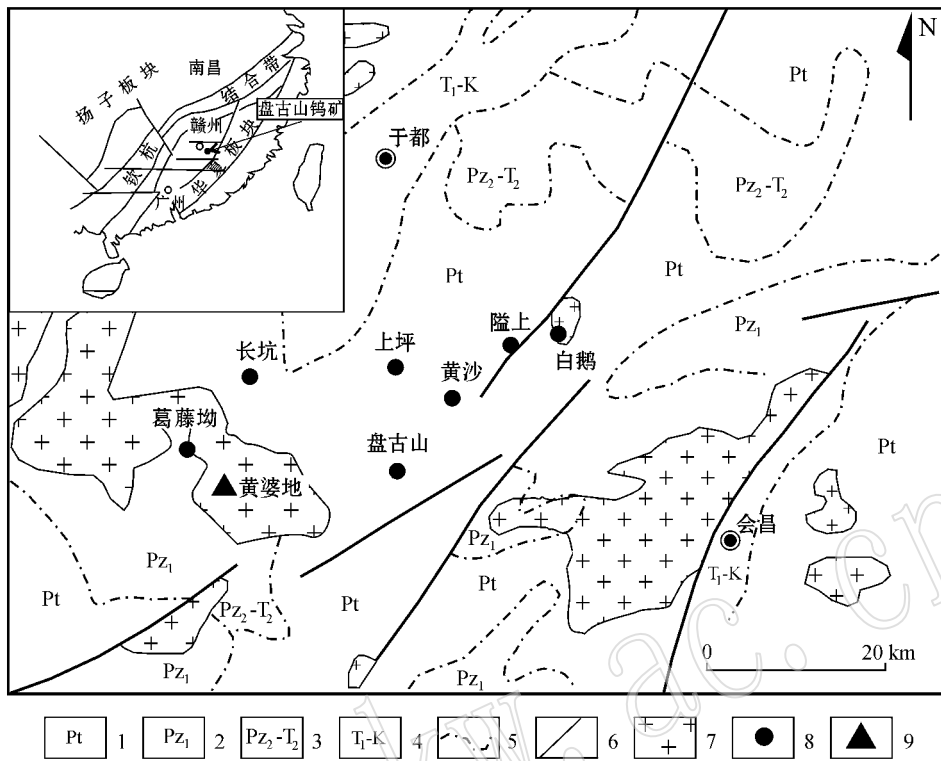 扬子板块
南昌
结合带
盘古山钨矿
赣州
钦杭
华夏板块
广州
N
T₁-K
Pt
于都
Pz₂-T₂
Pz₂-T₂
Pt
Pt
Pt
隘上
Pz₁
长坑
上坪
白鹅
黄沙
葛藤坳
盘古山
Pt
黄婆地
会昌
Pz₁
Pz₁
T₁-K
Pt
Pz₂-T₂
Pt
Pt
0 20 km
Pz₁
Pz₁
Pt 1 Pz₁ 2 Pz₂-T₂ 3 T₁-K 4 5 6 7 8 9